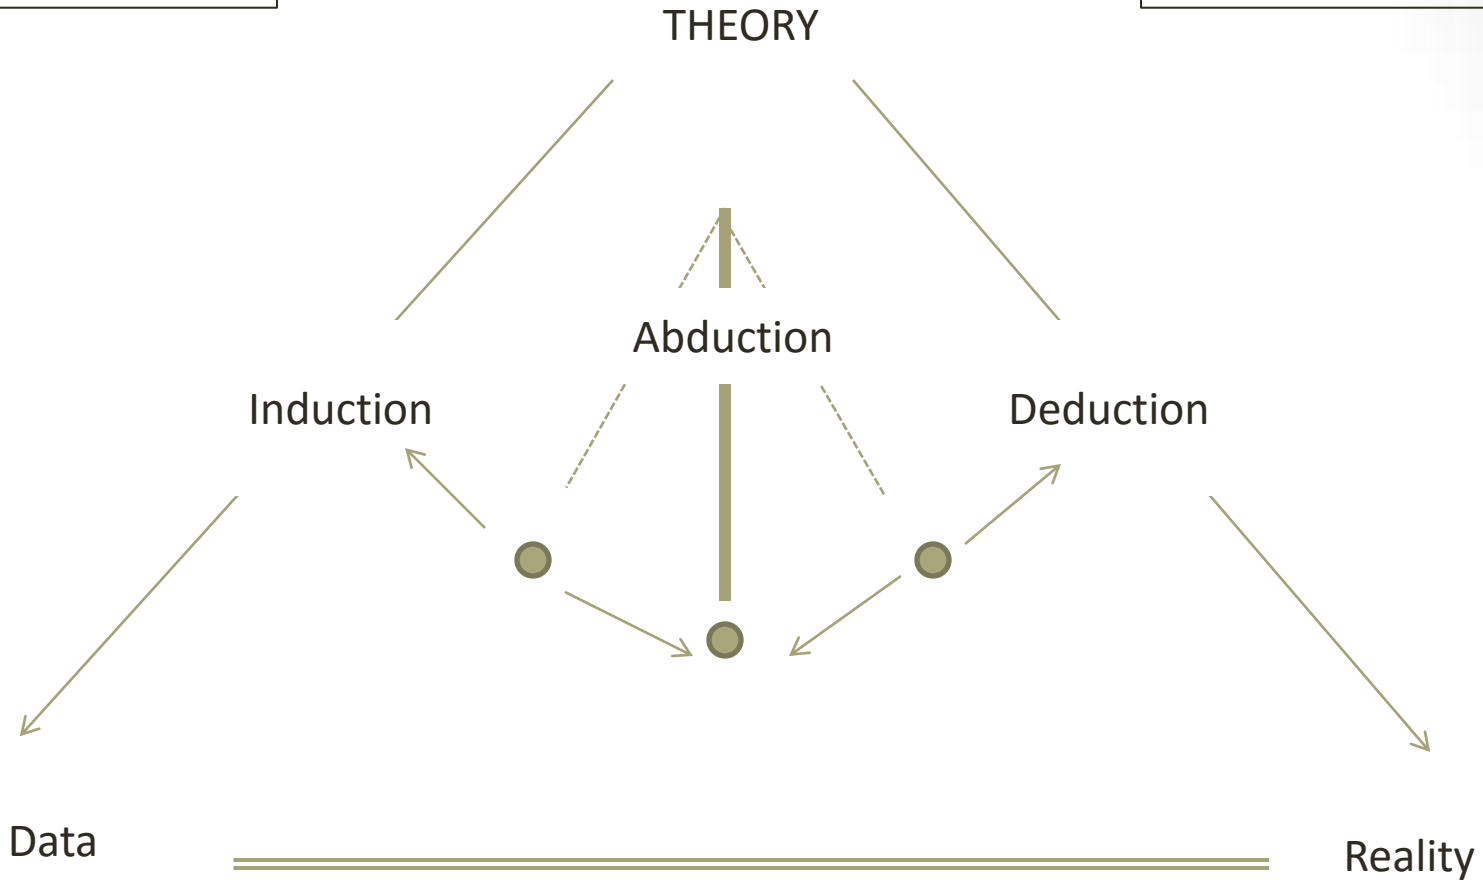 THEORY
Abduction
Induction
Deduction
Data
Reality